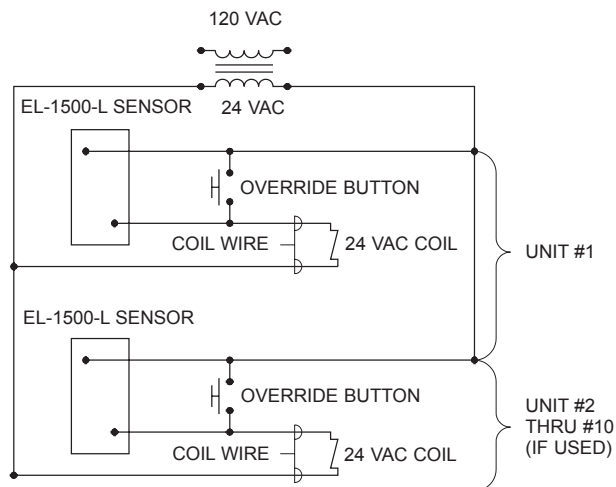 120 VAC
24 VAC
EL-1500-L SENSOR
OVERRIDE BUTTON
COIL WIRE
24 VAC COIL
UNIT #1
EL-1500-L SENSOR
OVERRIDE BUTTON
COIL WIRE
24 VAC COIL
UNIT #2
THRU #10
(IF USED)